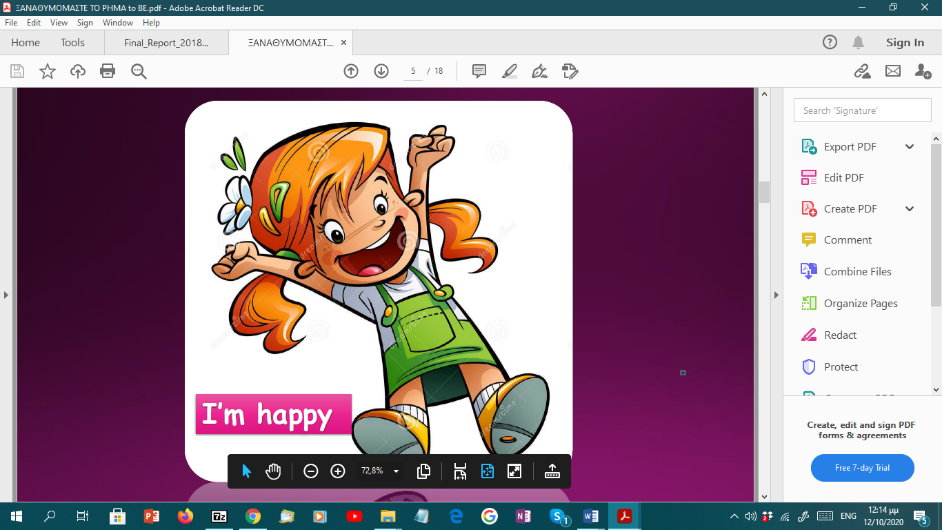 ΞΑΝΑΘΥΜΟΜΑΣΤΕ ΤΟ ΡΗΜΑ to BE.pdf - Adobe Acrobat Reader DC
File Edit View Sign Window Help
Home Tools Final_Report_2018... ΞΑΝΑΘΥΜΟΜΑΣΤ... ×
Sign In
5 / 18
Search 'Signature'
Export PDF
Edit PDF
Create PDF
Comment
Combine Files
Organize Pages
Redact
Protect
I'm happy
72,8%
Create, edit and sign PDF
forms & agreements
Free 7-day Trial
ENG
12:14 μμ
12/10/2020